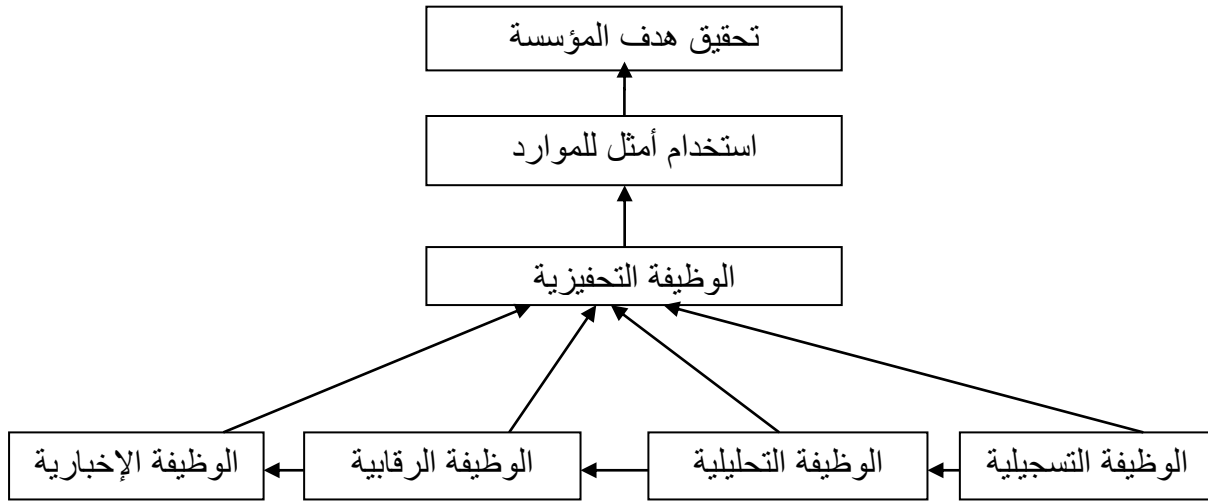 تحقيق هدف المؤسسة
استخدام أمثل للموارد
الوظيفة التحفيزية
الوظيفة التسجيلية
الوظيفة التحليلية
الوظيفة الرقابية
الوظيفة الإخبارية